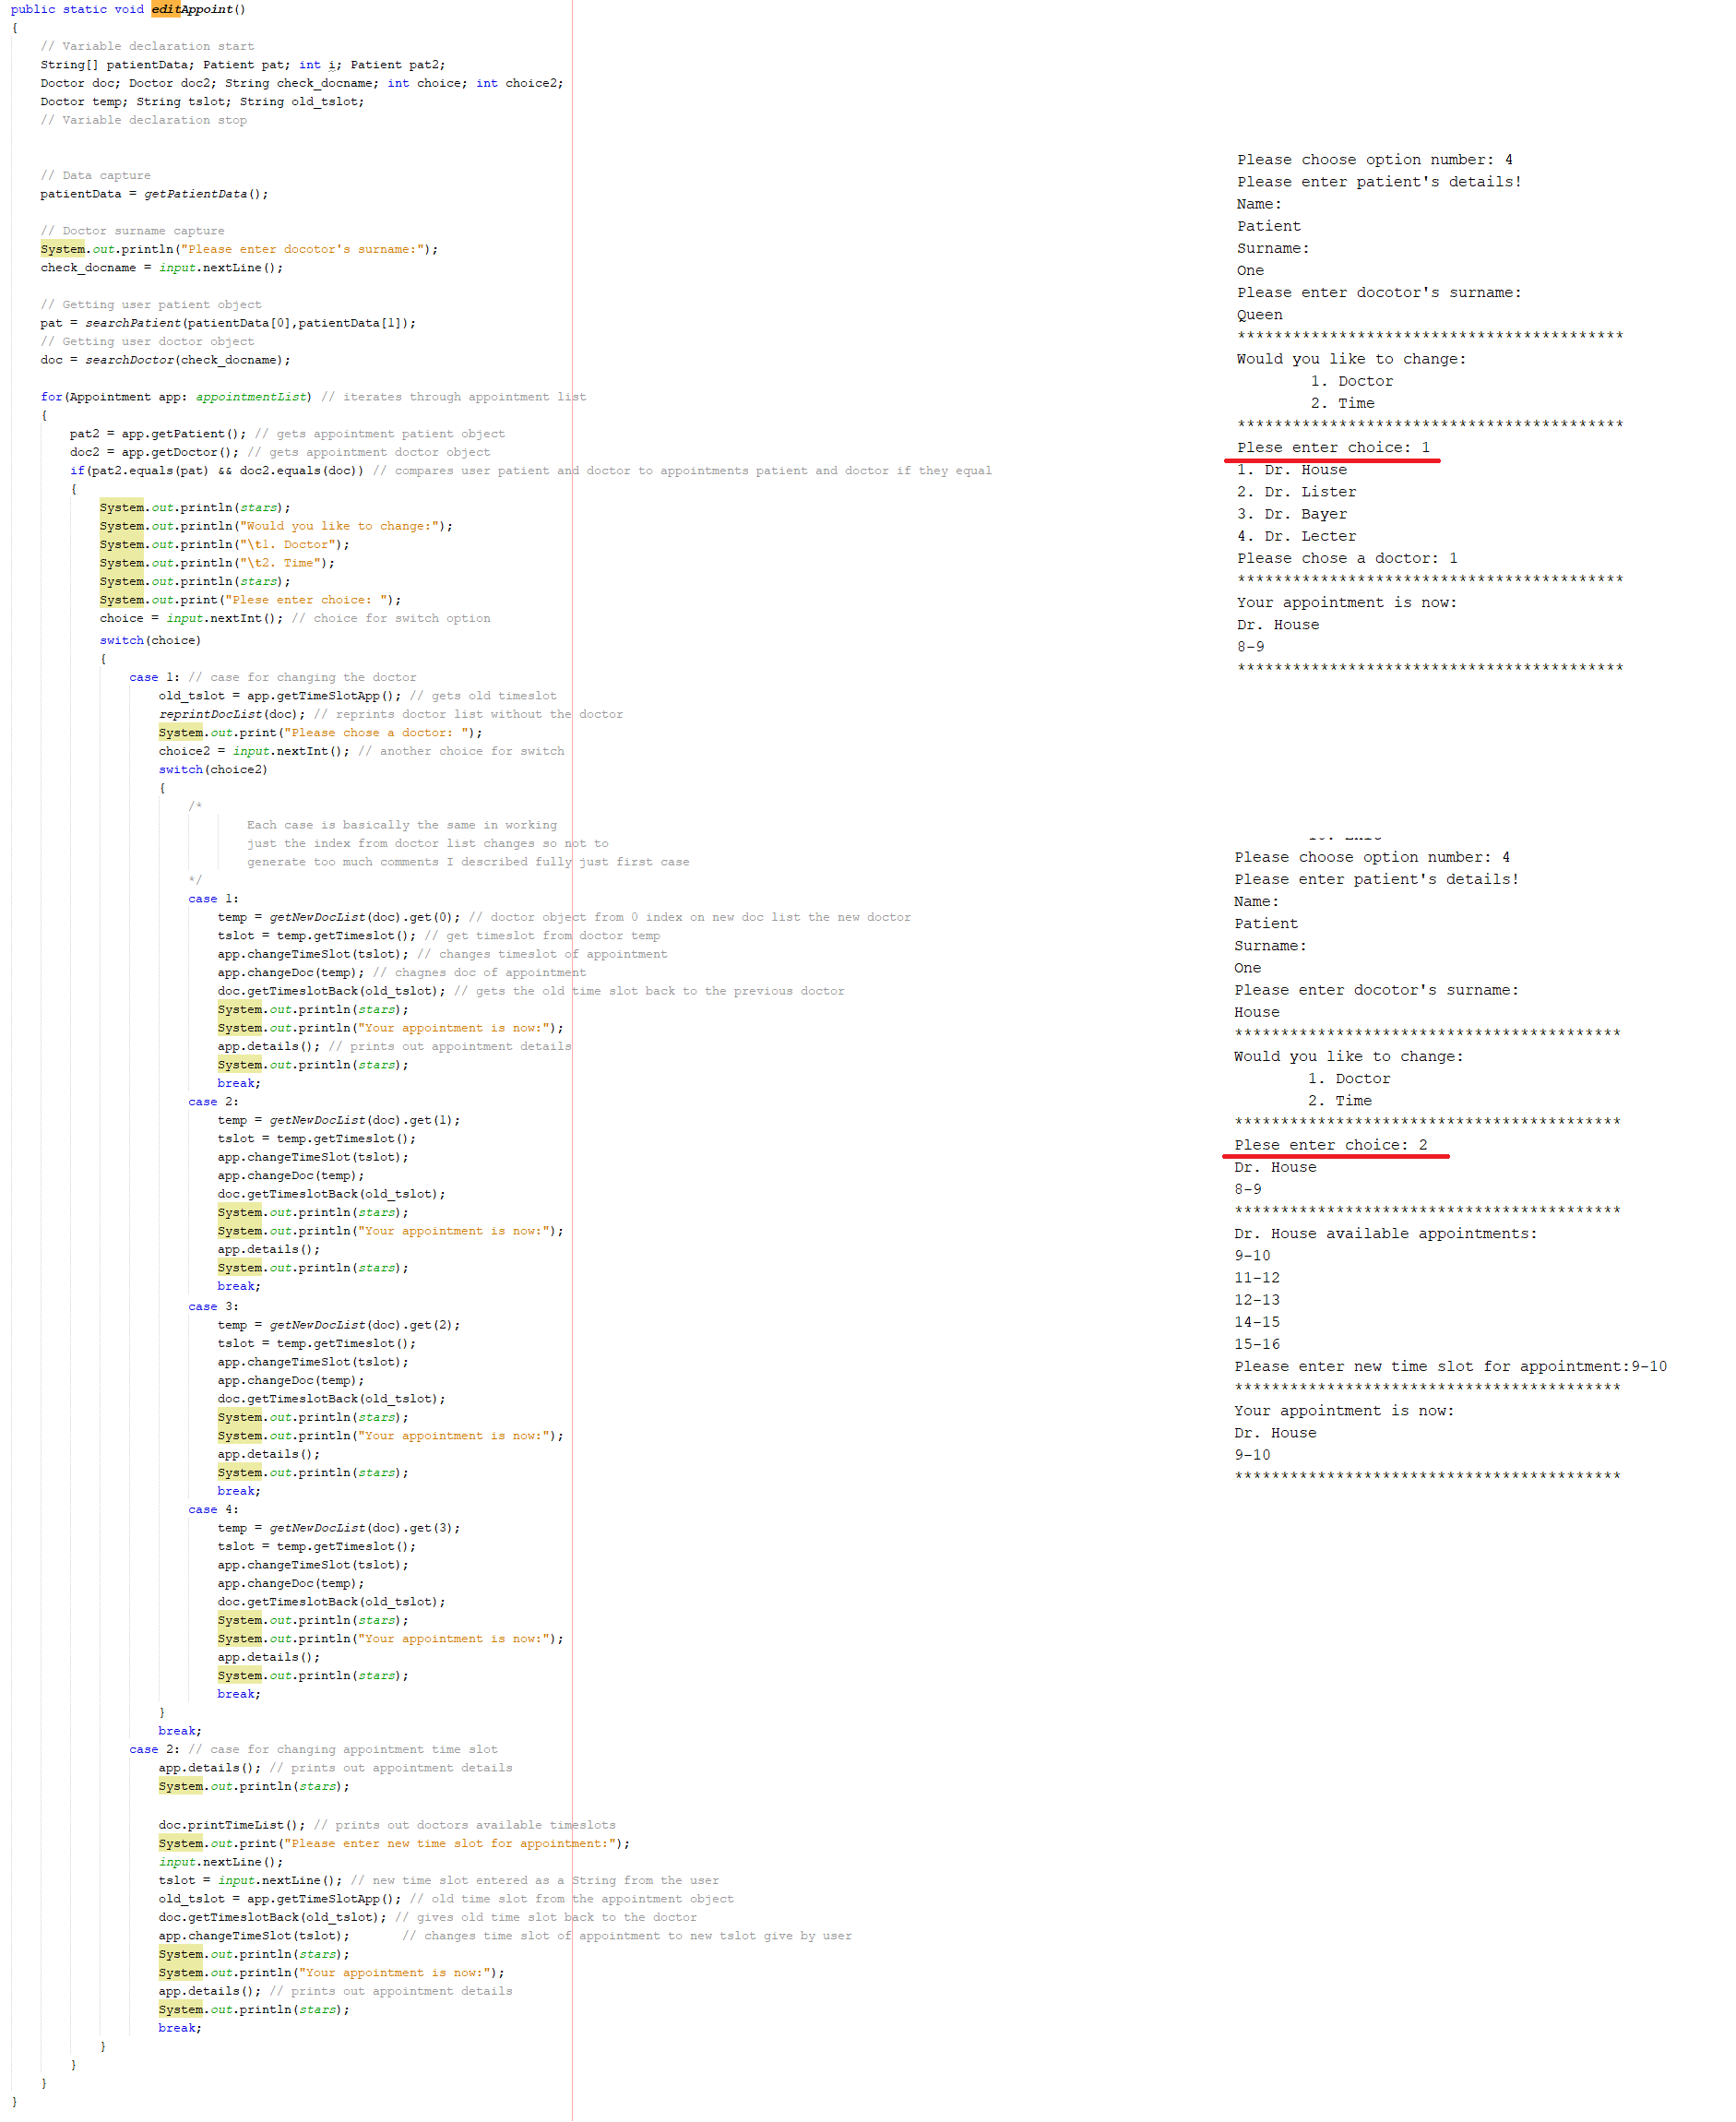 public static void editAppoint()
{
// Variable declaration start
String[] patientData; Patient pat; int i; Patient pat2;
Doctor doc; Doctor doc2; String check_docname; int choice; int choice2;
Doctor temp; String tslot; String old_tslot;
// Variable declaration stop
// Data capture
patientData = getPatientData();
// Doctor surname capture
System.out.println("Please enter docotor's surname:");
check_docname = input.nextLine();
// Getting user patient object
pat = searchPatient(patientData[0],patientData[1]);
// Getting user doctor object
doc = searchDoctor(check_docname);
for(Appointment app: appointmentList) // iterates through appointment list
{
pat2 = app.getPatient(); // gets appointment patient object
doc2 = app.getDoctor(); // gets appointment doctor object
if(pat2.equals(pat) && doc2.equals(doc)) // compares user patient and doctor to appointments patient and doctor if they equal
{
System.out.println(stars);
System.out.println("Would you like to change:");
System.out.println("\t1. Doctor");
System.out.println("\t2. Time");
System.out.println(stars);
System.out.print("Plese enter choice: ");
choice = input.nextInt(); // choice for switch option
switch(choice)
{
case 1: // case for changing the doctor
old_tslot = app.getTimeSlotApp(); // gets old timeslot
reprintDocList(doc); // reprints doctor list without the doctor
System.out.print("Please chose a doctor: ");
choice2 = input.nextInt(); // another choice for switch
switch(choice2)
{
/*
Each case is basically the same in working
just the index from doctor list changes so not to
generate too much comments I described fully just first case
*/
case 1:
temp = getNewDocList(doc).get(0); // doctor object from 0 index on new doc list the new doctor
tslot = temp.getTimeslot(); // get timeslot from doctor temp
app.changeTimeSlot(tslot); // changes timeslot of appointment
app.changeDoc(temp); // chagnes doc of appointment
doc.getTimeslotBack(old_tslot); // gets the old time slot back to the previous doctor
System.out.println(stars);
System.out.println("Your appointment is now:");
app.details(); // prints out appointment details
System.out.println(stars);
break;
case 2:
temp = getNewDocList(doc).get(1);
tslot = temp.getTimeslot();
app.changeTimeSlot(tslot);
app.changeDoc(temp);
doc.getTimeslotBack(old_tslot);
System.out.println(stars);
System.out.println("Your appointment is now:");
app.details();
System.out.println(stars);
break;
case 3:
temp = getNewDocList(doc).get(2);
tslot = temp.getTimeslot();
app.changeTimeSlot(tslot);
app.changeDoc(temp);
doc.getTimeslotBack(old_tslot);
System.out.println(stars);
System.out.println("Your appointment is now:");
app.details();
System.out.println(stars);
break;
case 4:
temp = getNewDocList(doc).get(3);
tslot = temp.getTimeslot();
app.changeTimeSlot(tslot);
app.changeDoc(temp);
doc.getTimeslotBack(old_tslot);
System.out.println(stars);
System.out.println("Your appointment is now:");
app.details();
System.out.println(stars);
break;
}
break;
case 2: // case for changing appointment time slot
app.details(); // prints out appointment details
System.out.println(stars);
doc.printTimeList(); // prints out doctors available timeslots
System.out.print("Please enter new time slot for appointment:");
input.nextLine();
tslot = input.nextLine(); // new time slot entered as a String from the user
old_tslot = app.getTimeSlotApp(); // old time slot from the appointment object
doc.getTimeslotBack(old_tslot); // gives old time slot back to the doctor
app.changeTimeSlot(tslot); // changes time slot of appointment to new tslot give by user
System.out.println(stars);
System.out.println("Your appointment is now:");
app.details(); // prints out appointment details
System.out.println(stars);
break;
}
}
}
}
Please choose option number: 4
Please enter patient's details!
Name:
Patient
Surname:
One
Please enter docotor's surname:
Queen
******************************************
Would you like to change:
1. Doctor
2. Time
******************************************
Plese enter choice: 1
1. Dr. House
2. Dr. Lister
3. Dr. Bayer
4. Dr. Lecter
Please chose a doctor: 1
******************************************
Your appointment is now:
Dr. House
8-9
******************************************
Please choose option number: 4
Please enter patient's details!
Name:
Patient
Surname:
One
Please enter docotor's surname:
House
******************************************
Would you like to change:
1. Doctor
2. Time
******************************************
Plese enter choice: 2
Dr. House
8-9
******************************************
Dr. House available appointments:
9-10
11-12
12-13
14-15
15-16
Please enter new time slot for appointment:9-10
******************************************
Your appointment is now:
Dr. House
9-10
******************************************